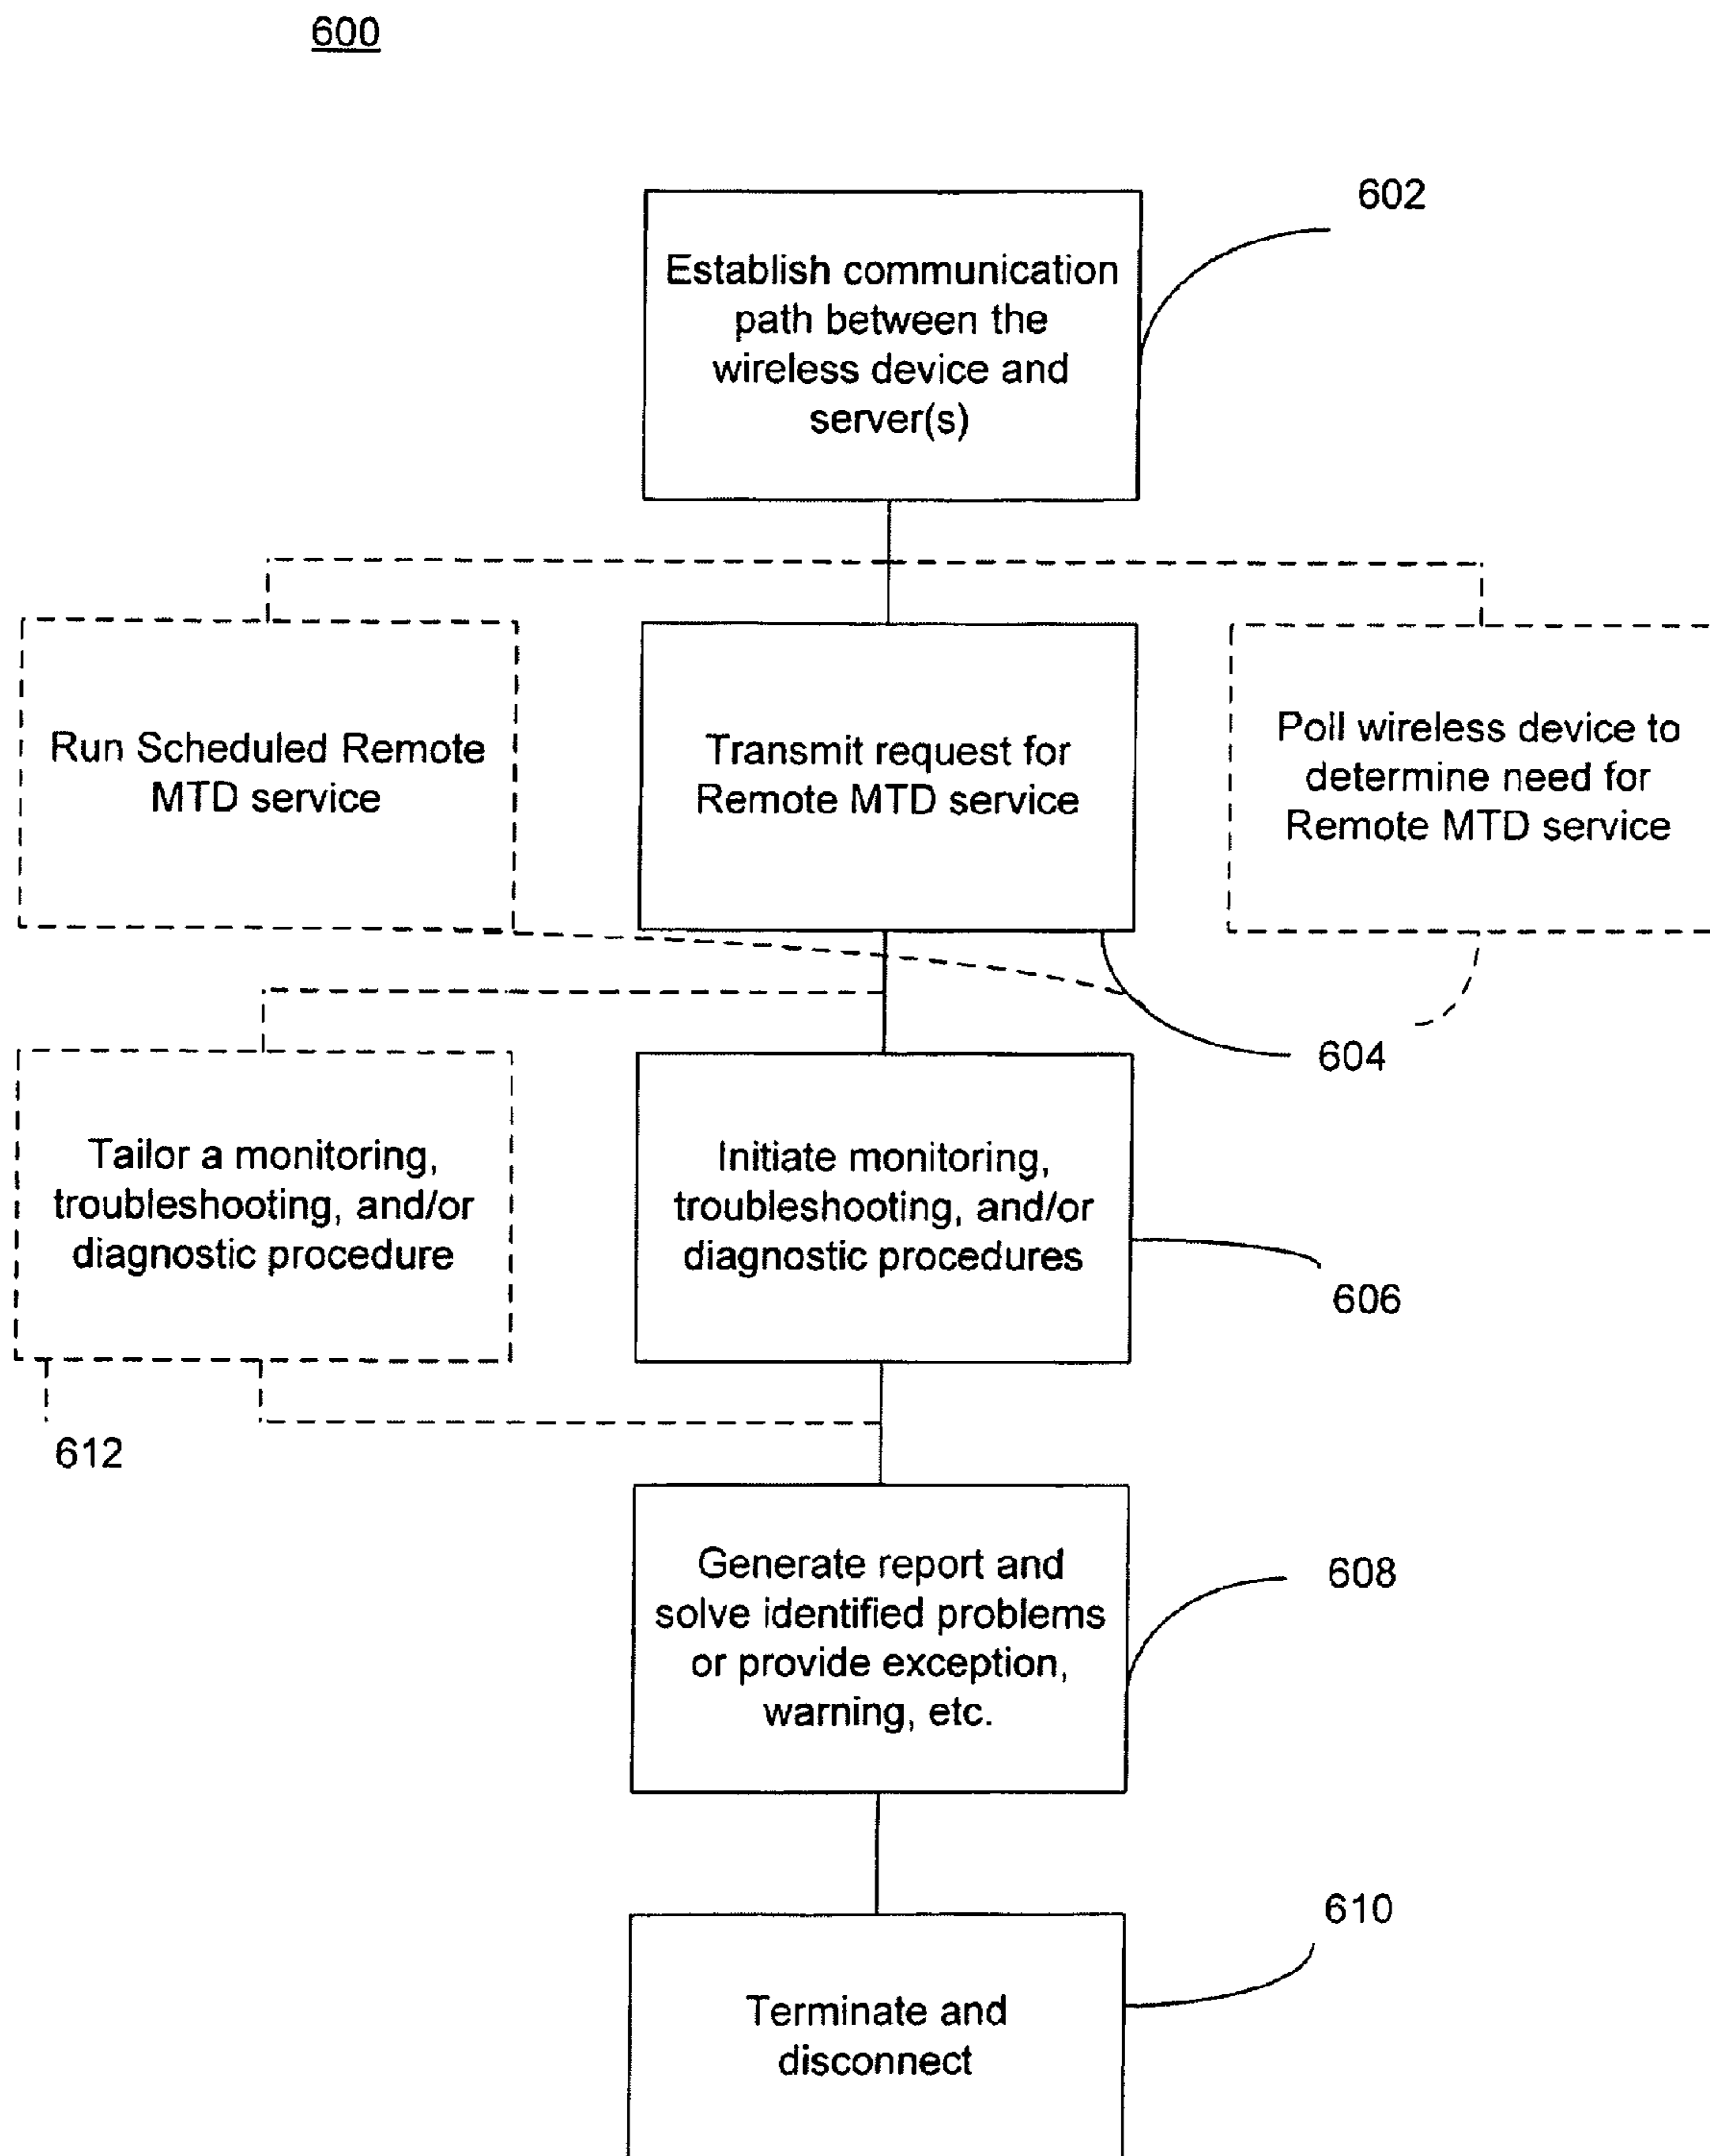 600
602
Establish communication
path between the
wireless device and
server(s)
Run Scheduled Remote
MTD service
Transmit request for
Remote MTD service
Poll wireless device to
determine need for
Remote MTD service
604
Tailor a monitoring,
troubleshooting, and/or
diagnostic procedure
Initiate monitoring,
troubleshooting, and/or
diagnostic procedures
606
612
Generate report and
solve identified problems
or provide exception,
warning, etc.
608
610
Terminate and
disconnect